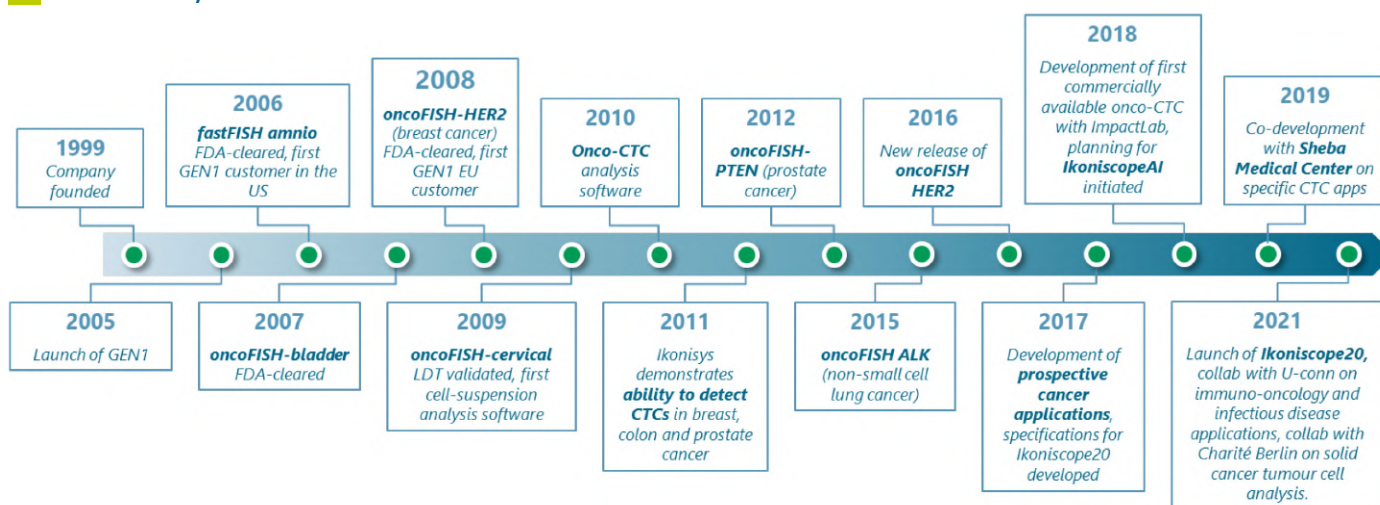 1999
Company
founded
2005
Launch of GEN1
2006
fastFISH amnio
FDA-cleared, first
GEN1 customer in the
US
2007
oncoFISH-bladder
FDA-cleared
2008
oncoFISH-HER2
(breast cancer)
FDA-cleared, first
GEN1 EU
customer
2009
oncoFISH-cervical
LDT validated, first
cell-suspension
analysis software
2010
Onco-CTC
analysis
software
2011
Ikonisys
demonstrates
ability to detect
CTCs in breast,
colon and prostate
cancer
2012
oncoFISH-
PTEN (prostate
cancer)
2015
oncoFISH ALK
(non-small cell
lung cancer)
2016
New release of
oncoFISH
HER2
2017
Development of
prospective
cancer
applications,
specifications for
Ikoniscope20
developed
2018
Development of first
commercially
available onco-CTC
with ImpactLab,
planning for
IkoniscopeAI
initiated
2019
Co-development
with Sheba
Medical Center on
specific CTC apps
2021
Launch of Ikoniscope20,
collab with U-conn on
immuno-oncology and
infectious disease
applications, collab with
Charité Berlin on solid
cancer tumour cell
analysis.